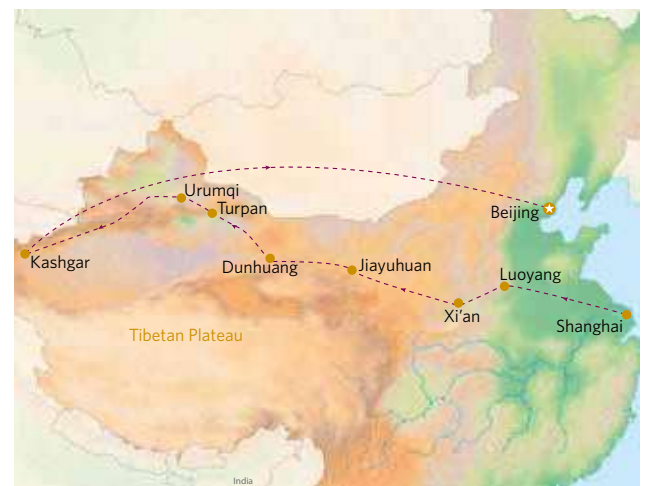 Urumqi
Turpan
Beijing
Kashgar
Dunhuang
Jiayuhuan
Luoyang
Xi'an
Shanghai
Tibetan Plateau
India